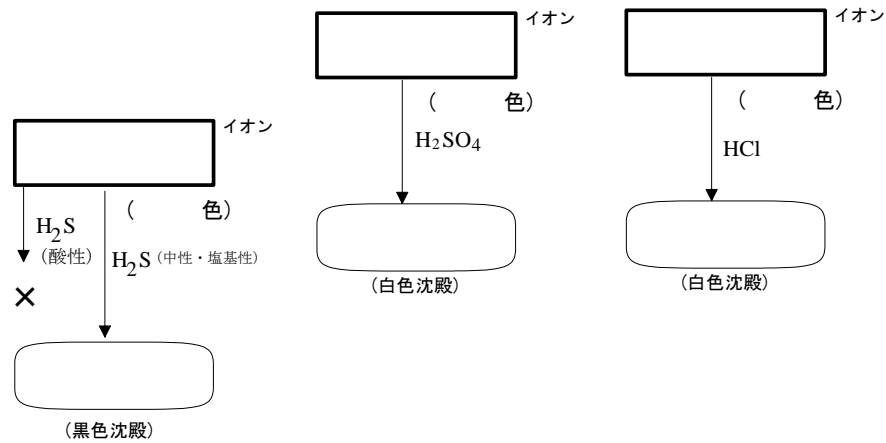 イオン
(　　　色)
H₂S
(酸性)
×
H₂S (中性・塩基性)
(黒色沈殿)
イオン
(　　　色)
H₂SO₄
(白色沈殿)
イオン
(　　　色)
HCl
(白色沈殿)